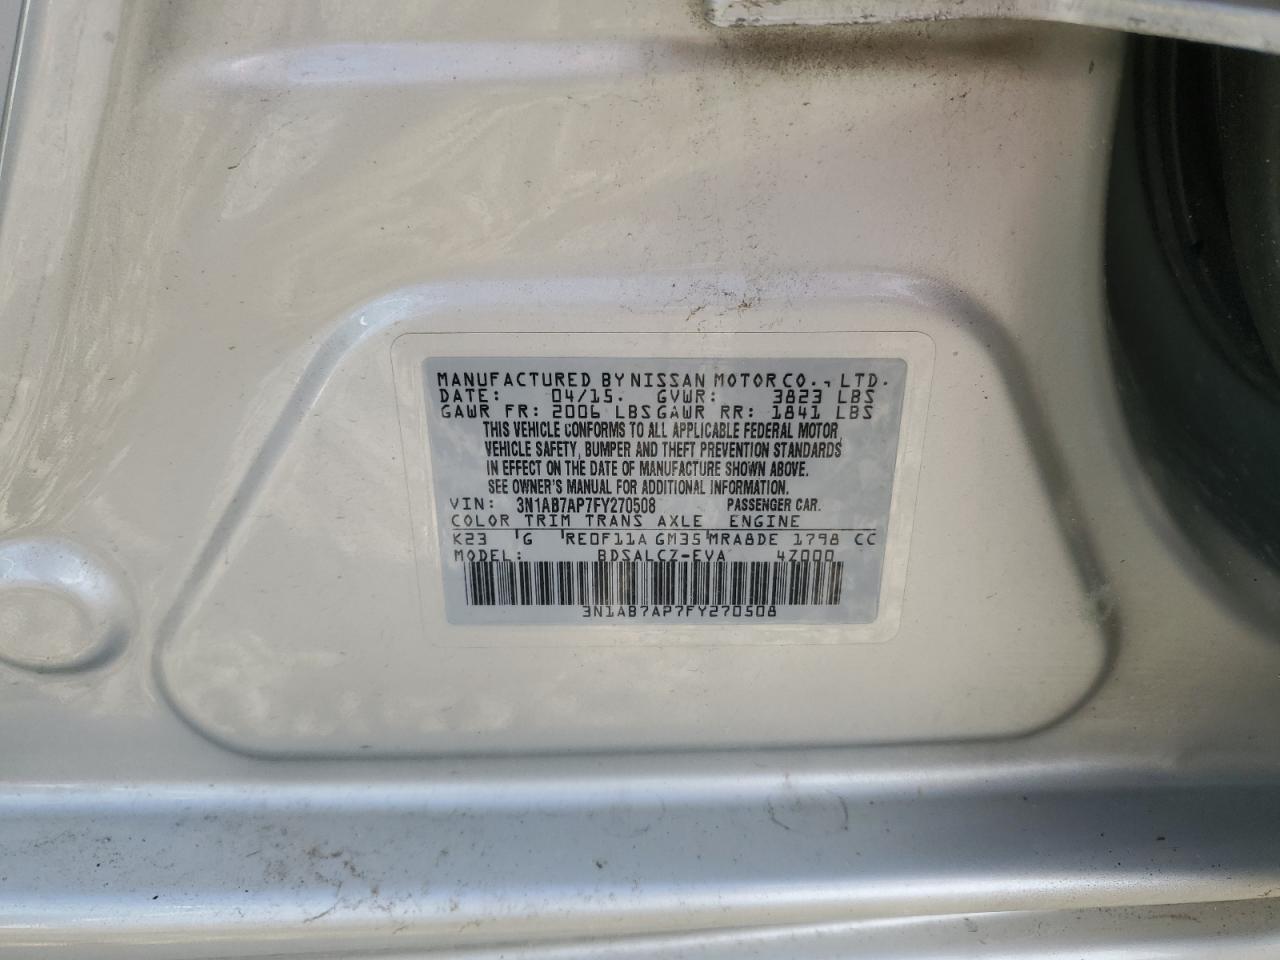 MANUFACTURED BY NISSAN MOTOR CO., LTD.
DATE: 04/15. GVWR: 3823 LBS
GAWR FR: 2006 LBS GAWR RR: 1841 LBS
THIS VEHICLE CONFORMS TO ALL APPLICABLE FEDERAL MOTOR
VEHICLE SAFETY, BUMPER AND THEFT PREVENTION STANDARDS
IN EFFECT ON THE DATE OF MANUFACTURE SHOWN ABOVE.
SEE OWNER'S MANUAL FOR ADDITIONAL INFORMATION.
VIN: 3N1AB7AP7FY270508 PASSENGER CAR.
COLOR TRIM TRANS AXLE ENGINE
K23 G RE0F11A GM35 MRA8DE 1798 CC
MODEL: BDSALCZ-EVA 4Z000
3N1AB7AP7FY270508